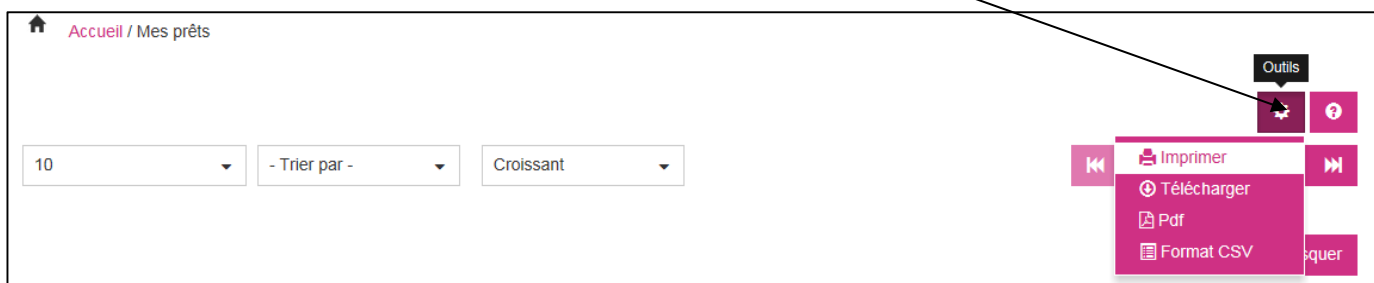 Accueil / Mes prêts
Outils
10
- Trier par -
Croissant
Imprimer
Télécharger
Pdf
Format CSV
squer